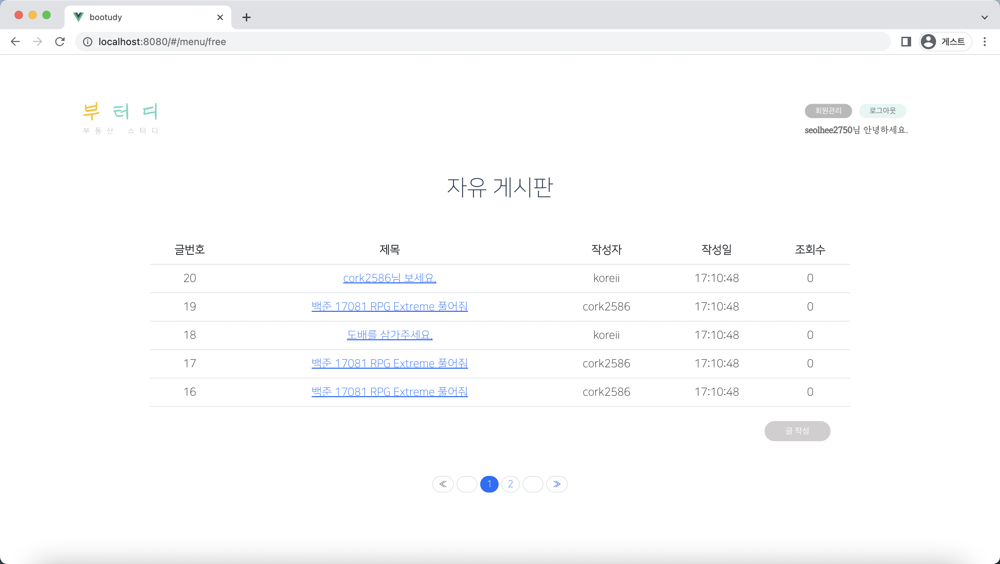 bootudy
localhost:8080/#/menu/free
게스트
부 터 디
부동산 스터디
회원관리 로그아웃
seolhee2750님 안녕하세요.
자유 게시판
글번호 제목 작성자 작성일 조회수
20 cork2586님 보세요. koreii 17:10:48 0
19 백준 17081 RPG Extreme 풀어줘 cork2586 17:10:48 0
18 도배를 삼가주세요. koreii 17:10:48 0
17 백준 17081 RPG Extreme 풀어줘 cork2586 17:10:48 0
16 백준 17081 RPG Extreme 풀어줘 cork2586 17:10:48 0
글 작성
≪ 1 2 ≫